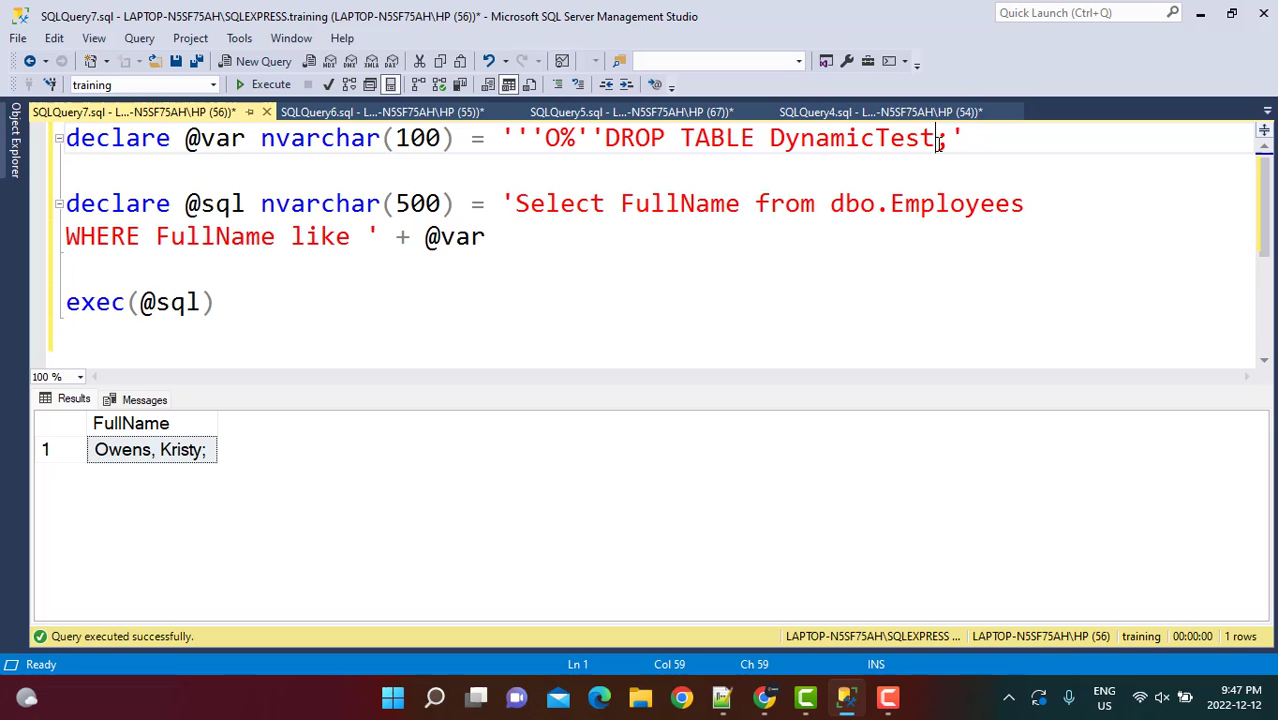 SQLQuery7.sql - LAPTOP-N5SF75AH\SQLEXPRESS.training (LAPTOP-N5SF75AH\HP (56))* - Microsoft SQL Server Management Studio
Quick Launch (Ctrl+Q)
File Edit View Query Project Tools Window Help
New Query MDX DMX XMLA DAX
training Execute
SQLQuery7.sql - L...-N5SF75AH\HP (56))* SQLQuery6.sql - L...-N5SF75AH\HP (55))* SQLQuery5.sql - L...-N5SF75AH\HP (67))* SQLQuery4.sql - L...-N5SF75AH\HP (54))*
Object Explorer
declare @var nvarchar(100) = '''O%''DROP TABLE DynamicTest;'
declare @sql nvarchar(500) = 'Select FullName from dbo.Employees
WHERE FullName like ' + @var
exec(@sql)
100 %
Results Messages
FullName
1 Owens, Kristy;
Query executed successfully. LAPTOP-N5SF75AH\SQLEXPRESS ... LAPTOP-N5SF75AH\HP (56) training 00:00:00 1 rows
Ready Ln 1 Col 59 Ch 59 INS
ENG
US
9:47 PM
2022-12-12